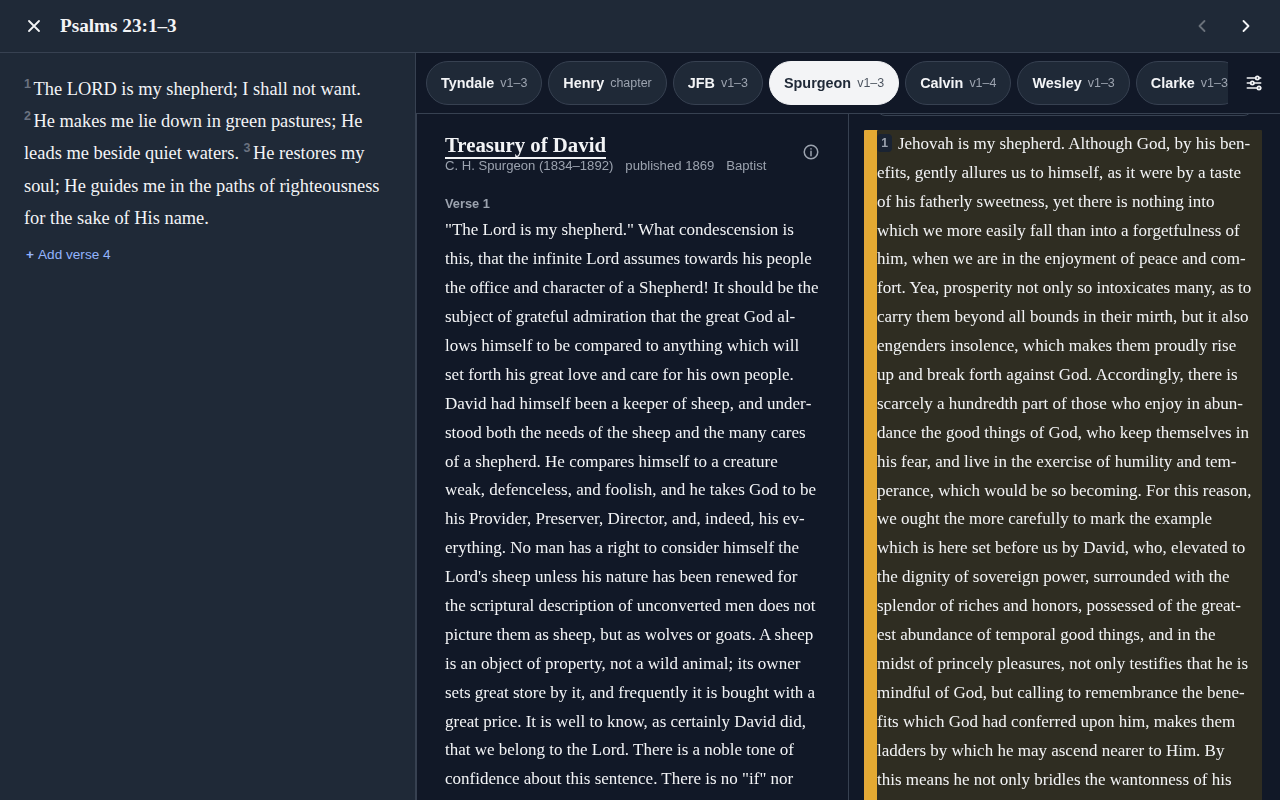 Psalms 23:1–3
1 The LORD is my shepherd; I shall not want.
2 He makes me lie down in green pastures; He
leads me beside quiet waters. 3 He restores my
soul; He guides me in the paths of righteousness
for the sake of His name.
+ Add verse 4
Tyndale v1–3 Henry chapter JFB v1–3 Spurgeon v1–3 Calvin v1–4 Wesley v1–3 Clarke v1–3
Treasury of David
C. H. Spurgeon (1834–1892) published 1869 Baptist
Verse 1
"The Lord is my shepherd." What condescension is
this, that the infinite Lord assumes towards his people
the office and character of a Shepherd! It should be the
subject of grateful admiration that the great God al-
lows himself to be compared to anything which will
set forth his great love and care for his own people.
David had himself been a keeper of sheep, and under-
stood both the needs of the sheep and the many cares
of a shepherd. He compares himself to a creature
weak, defenceless, and foolish, and he takes God to be
his Provider, Preserver, Director, and, indeed, his ev-
erything. No man has a right to consider himself the
Lord's sheep unless his nature has been renewed for
the scriptural description of unconverted men does not
picture them as sheep, but as wolves or goats. A sheep
is an object of property, not a wild animal; its owner
sets great store by it, and frequently it is bought with a
great price. It is well to know, as certainly David did,
that we belong to the Lord. There is a noble tone of
confidence about this sentence. There is no "if" nor
1 Jehovah is my shepherd. Although God, by his ben-
efits, gently allures us to himself, as it were by a taste
of his fatherly sweetness, yet there is nothing into
which we more easily fall than into a forgetfulness of
him, when we are in the enjoyment of peace and com-
fort. Yea, prosperity not only so intoxicates many, as to
carry them beyond all bounds in their mirth, but it also
engenders insolence, which makes them proudly rise
up and break forth against God. Accordingly, there is
scarcely a hundredth part of those who enjoy in abun-
dance the good things of God, who keep themselves in
his fear, and live in the exercise of humility and tem-
perance, which would be so becoming. For this reason,
we ought the more carefully to mark the example
which is here set before us by David, who, elevated to
the dignity of sovereign power, surrounded with the
splendor of riches and honors, possessed of the great-
est abundance of temporal good things, and in the
midst of princely pleasures, not only testifies that he is
mindful of God, but calling to remembrance the bene-
fits which God had conferred upon him, makes them
ladders by which he may ascend nearer to Him. By
this means he not only bridles the wantonness of his